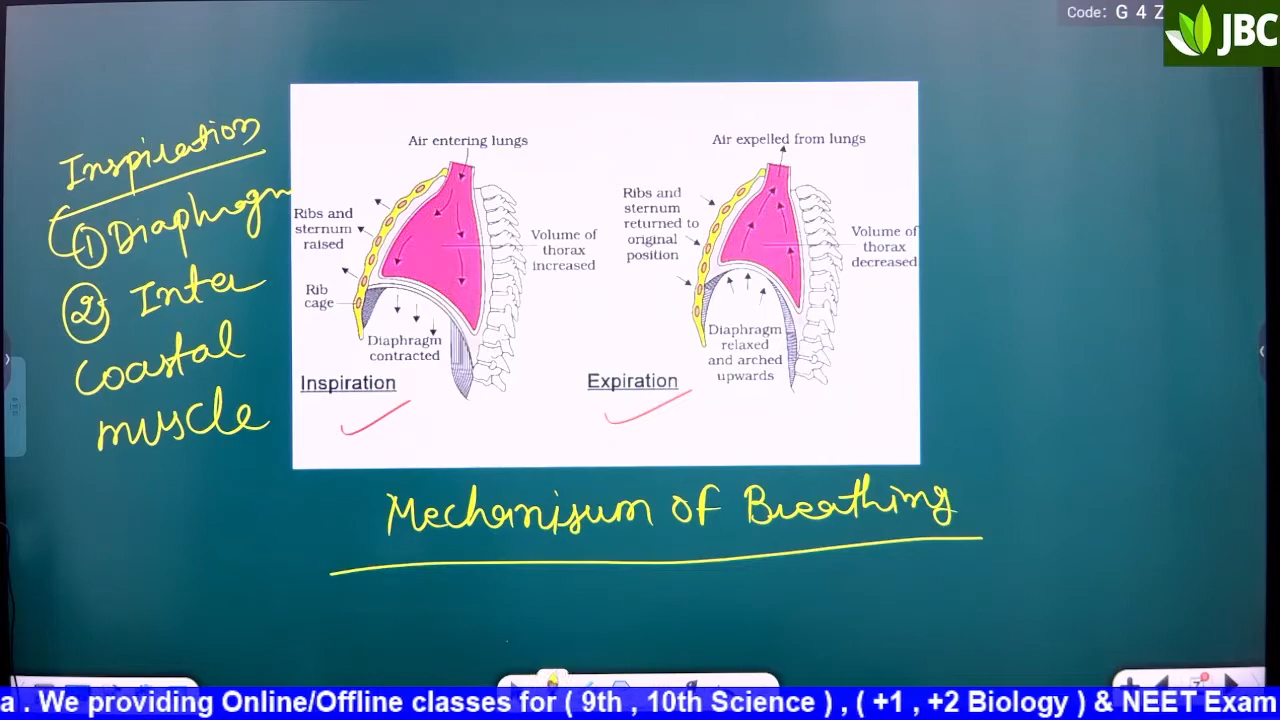 Code: G 4 Z
JBC
Inspiration
① Diaphragm
② Inter
coastal
muscle
Air entering lungs
Ribs and
sternum
raised
Rib
cage
Volume of
thorax
increased
Diaphragm
contracted
Inspiration
Air expelled from lungs
Ribs and
sternum
returned to
original
position
Volume of
thorax
decreased
Diaphragm
relaxed
and arched
upwards
Expiration
Mechanisum of Breathing
a . We providing Online/Offline classes for ( 9th , 10th Science ) , ( +1 , +2 Biology ) & NEET Exam